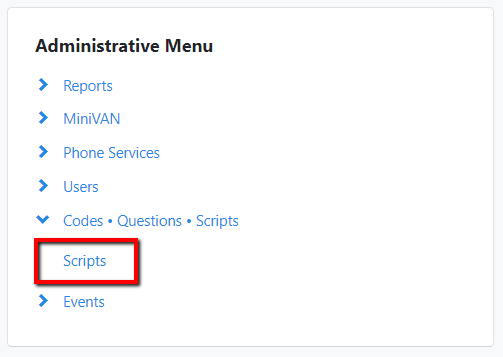 Administrative Menu
Reports
MiniVAN
Phone Services
Users
Codes • Questions • Scripts
Scripts
Events